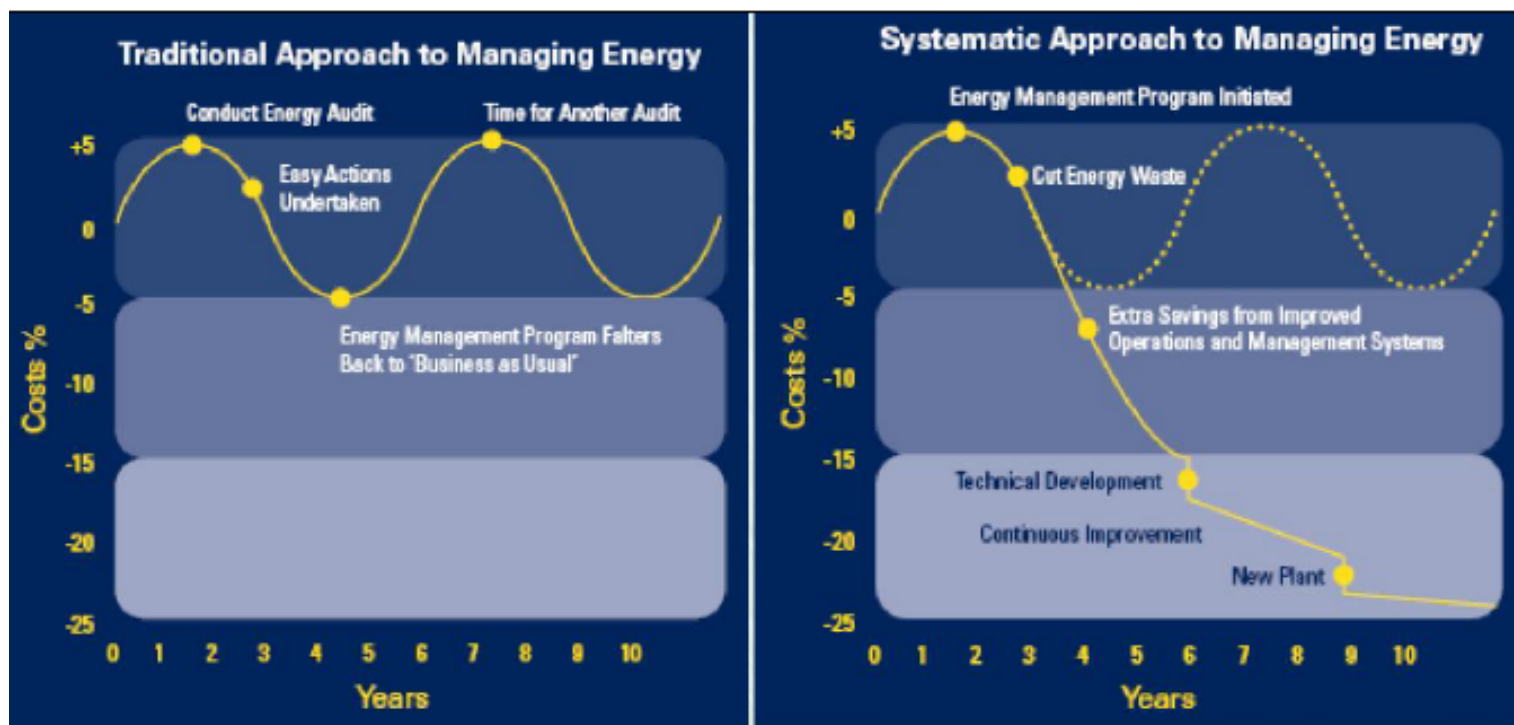 Traditional Approach to Managing Energy
Conduct Energy Audit
Time for Another Audit
Easy Actions
Undertaken
Energy Management Program Falters
Back to "Business as Usual"
Costs %
+5
0
-5
-10
-15
-20
-25
0 1 2 3 4 5 6 7 8 9 10
Years
Systematic Approach to Managing Energy
Energy Management Program Initiated
Cut Energy Waste
Extra Savings from Improved
Operations and Management Systems
Technical Development
Continuous Improvement
New Plant
Costs %
+5
0
-5
-10
-15
-20
-25
0 1 2 3 4 5 6 7 8 9 10
Years